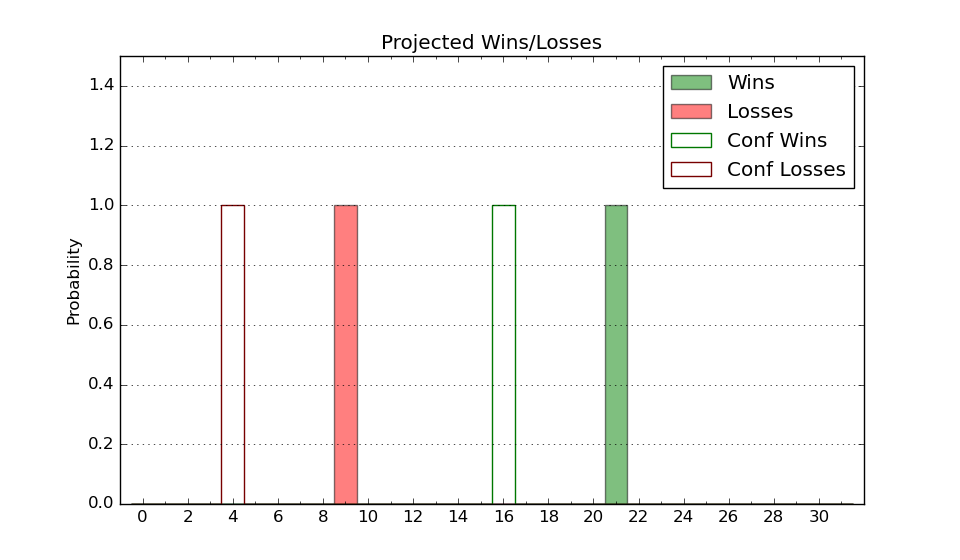 Projected Wins/Losses
Wins
Losses
Conf Wins
Conf Losses
Probability
1.4
1.2
1.0
0.8
0.6
0.4
0.2
0.0
0 2 4 6 8 10 12 14 16 18 20 22 24 26 28 30